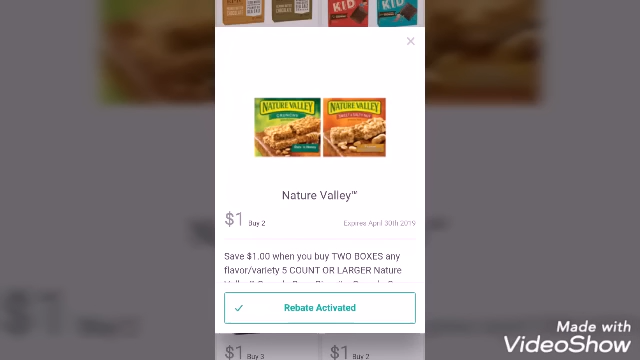 KID
KID
NATURE VALLEY
CRUNCHY
NATURE VALLEY
Nature Valley™
$1 Buy 2
Expires April 30th 2019
Save $1.00 when you buy TWO BOXES any
flavor/variety 5 COUNT OR LARGER Nature
Rebate Activated
$1 Buy 3
$1 Buy 2
Made with
VideoShow